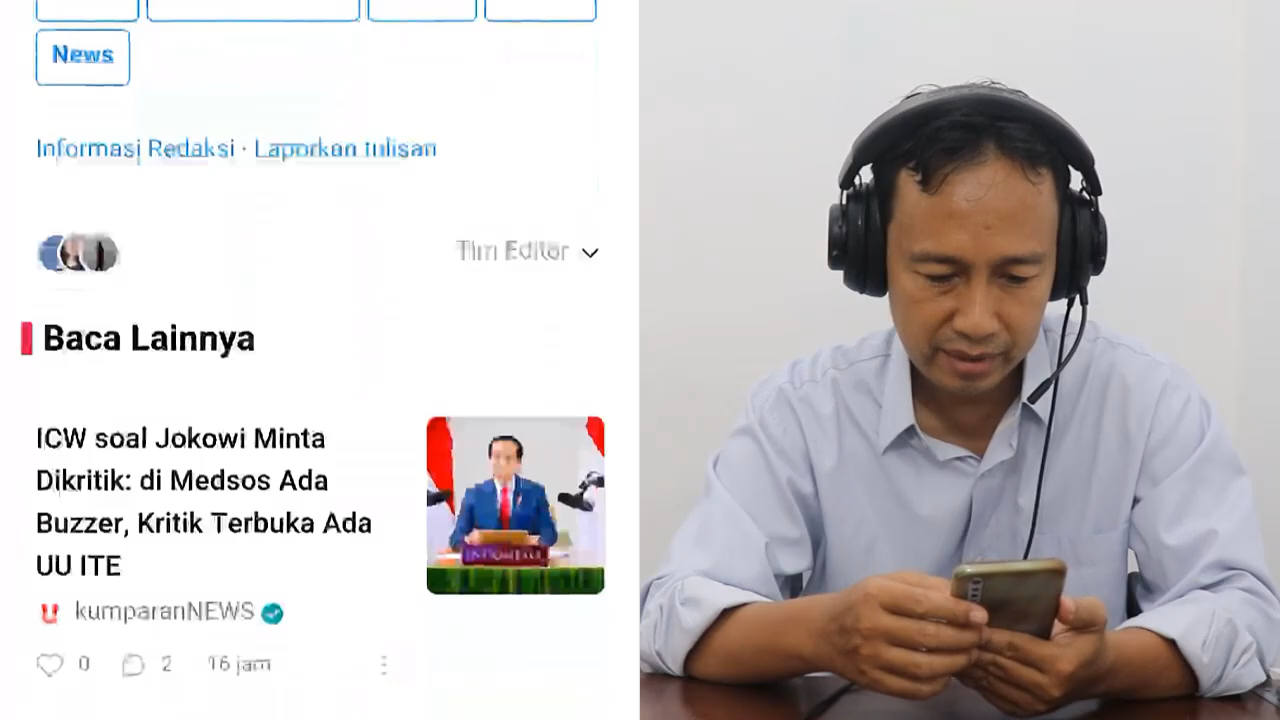 News
Informasi Redaksi · Laporkan tulisan
Tim Editor
Baca Lainnya
ICW soal Jokowi Minta
Dikritik: di Medsos Ada
Buzzer, Kritik Terbuka Ada
UU ITE
INDONESIA
kumparanNEWS
0 2 16 jam